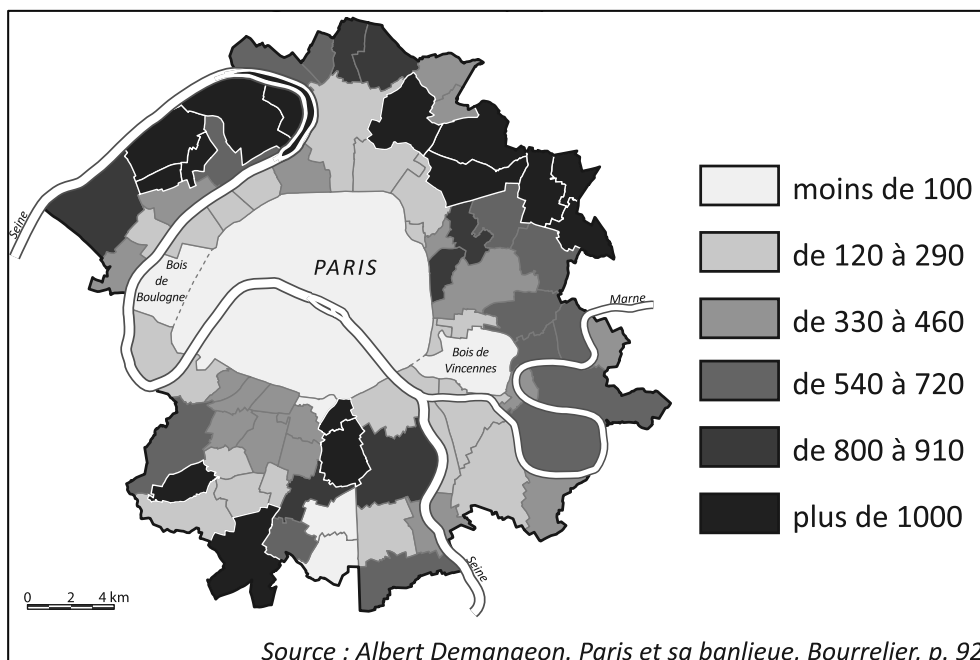 Seine
Marne
PARIS
Bois
de
Boulogne
Bois de
Vincennes
Seine
0 2 4 km
moins de 100
de 120 à 290
de 330 à 460
de 540 à 720
de 800 à 910
plus de 1000
Source : Albert Demangeon, Paris et sa banlieue, Bourrelier, p. 92